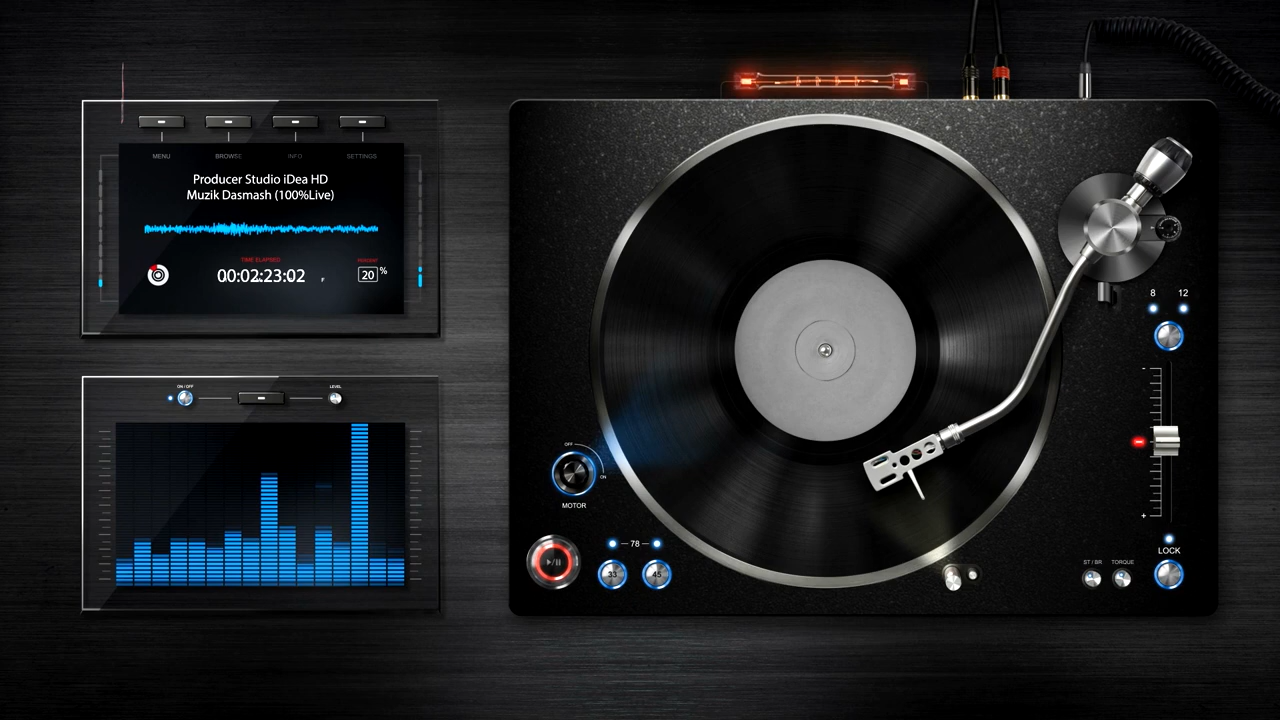 MENU
BROWSE
INFO
SETTINGS
Producer Studio iDea HD
Muzik Dasmash (100%Live)
TIME ELAPSED
00:02:23:02
F
20 %
ON / OFF
LEVEL
OFF
ON
MOTOR
78
33
45
8
12
-
+
LOCK
ST / BR
TORQUE